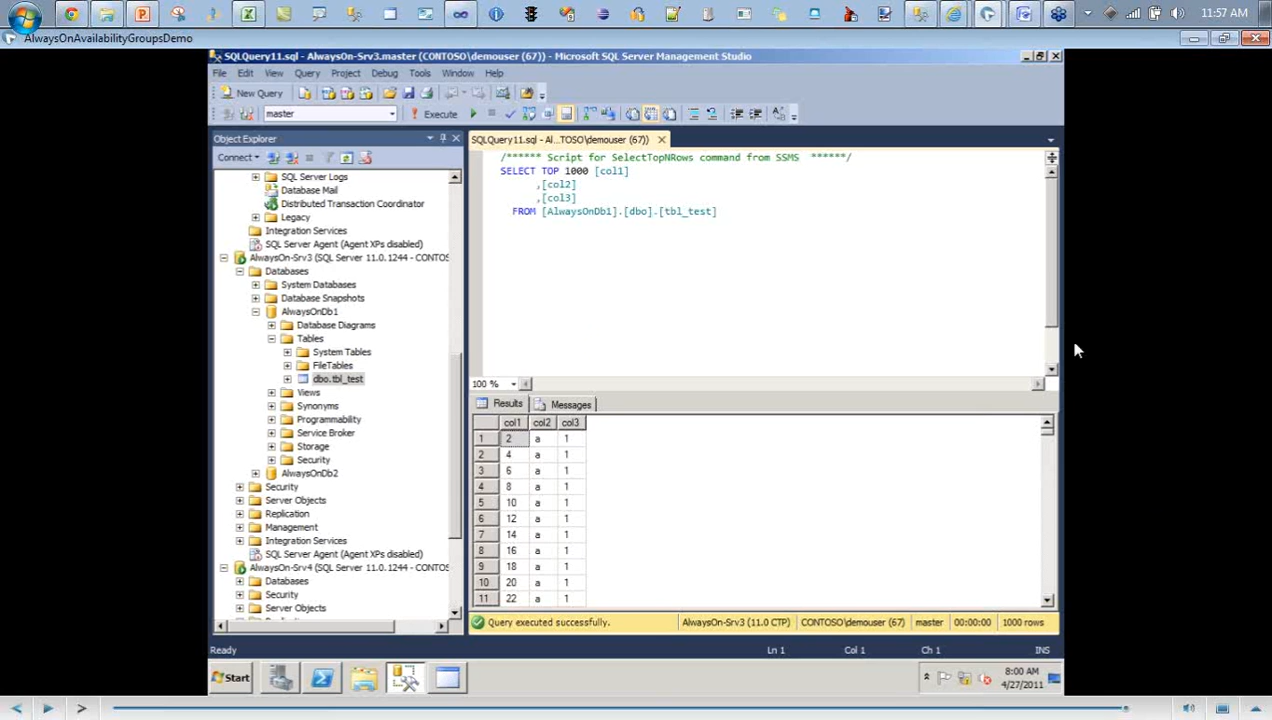 11:57 AM
AlwaysOnAvailabilityGroupsDemo
SQLQuery11.sql - AlwaysOn-Srv3.master (CONTOSO\demouser (67)) - Microsoft SQL Server Management Studio
File Edit View Query Project Debug Tools Window Help
New Query
master Execute
Object Explorer
Connect
SQL Server Logs
Database Mail
Distributed Transaction Coordinator
Legacy
Integration Services
SQL Server Agent (Agent XPs disabled)
AlwaysOn-Srv3 (SQL Server 11.0.1244 - CONTOS
Databases
System Databases
Database Snapshots
AlwaysOnDb1
Database Diagrams
Tables
System Tables
FileTables
dbo.tbl_test
Views
Synonyms
Programmability
Service Broker
Storage
Security
AlwaysOnDb2
Security
Server Objects
Replication
Management
Integration Services
SQL Server Agent (Agent XPs disabled)
AlwaysOn-Srv4 (SQL Server 11.0.1244 - CONTOS
Databases
Security
Server Objects
SQLQuery11.sql - Al...TOSO\demouser (67))
/****** Script for SelectTopNRows command from SSMS ******/
SELECT TOP 1000 [col1]
,[col2]
,[col3]
FROM [AlwaysOnDb1].[dbo].[tbl_test]
100 %
Results Messages
col1 col2 col3
1 2 a 1
2 4 a 1
3 6 a 1
4 8 a 1
5 10 a 1
6 12 a 1
7 14 a 1
8 16 a 1
9 18 a 1
10 20 a 1
11 22 a 1
Query executed successfully. AlwaysOn-Srv3 (11.0 CTP) CONTOSO\demouser (67) master 00:00:00 1000 rows
Ready Ln 1 Col 1 Ch 1 INS
Start
8:00 AM
4/27/2011